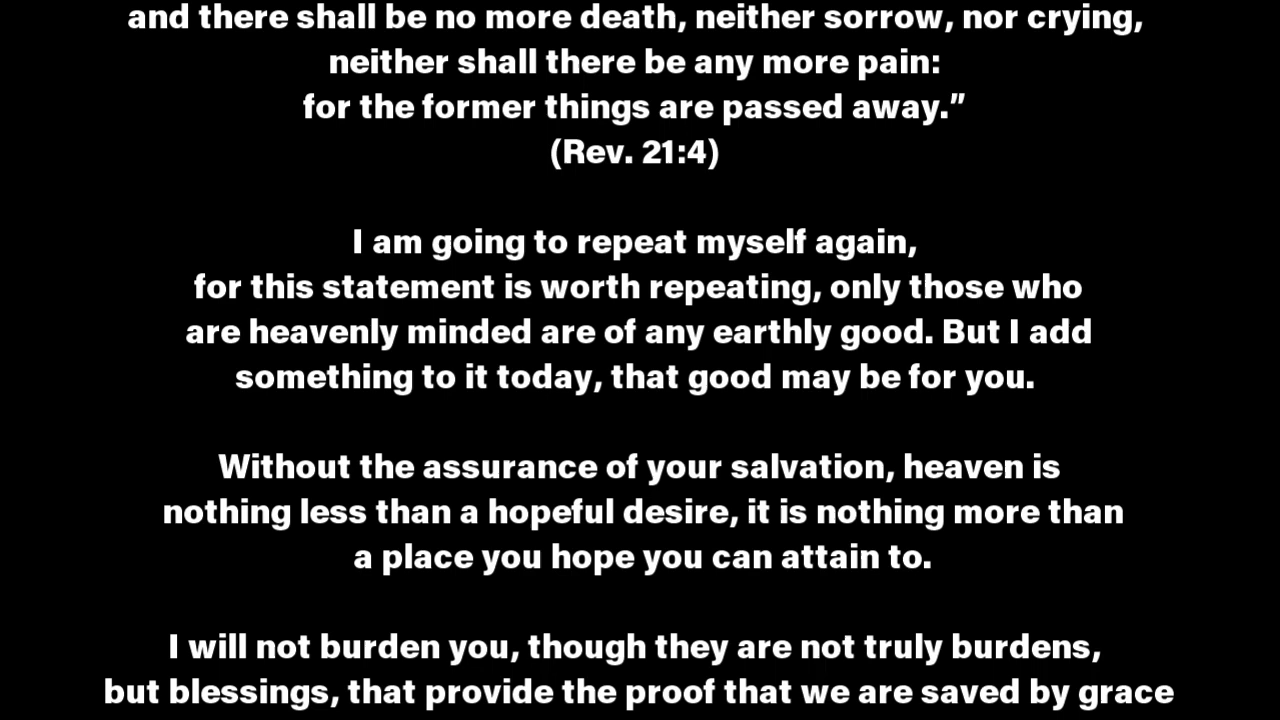 and there shall be no more death, neither sorrow, nor crying,
neither shall there be any more pain:
for the former things are passed away.”
(Rev. 21:4)
I am going to repeat myself again,
for this statement is worth repeating, only those who
are heavenly minded are of any earthly good. But I add
something to it today, that good may be for you.
Without the assurance of your salvation, heaven is
nothing less than a hopeful desire, it is nothing more than
a place you hope you can attain to.
I will not burden you, though they are not truly burdens,
but blessings, that provide the proof that we are saved by grace